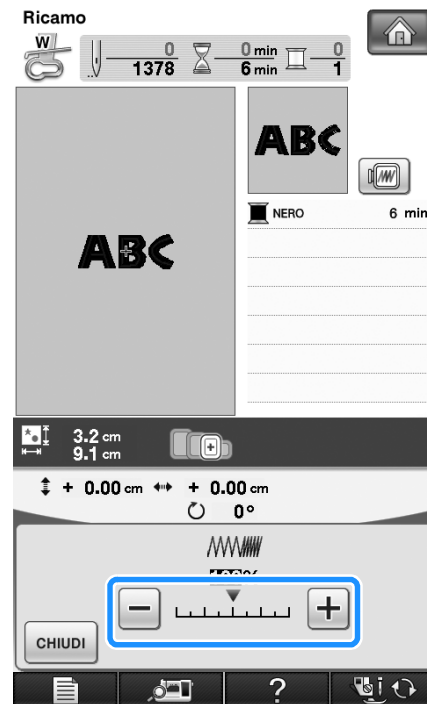 Ricamo
W
0 0 min 0
1378 6 min 1
ABC
ABC
NERO 6 min
3.2 cm
9.1 cm
+ 0.00 cm + 0.00 cm
0°
CHIUDI
?